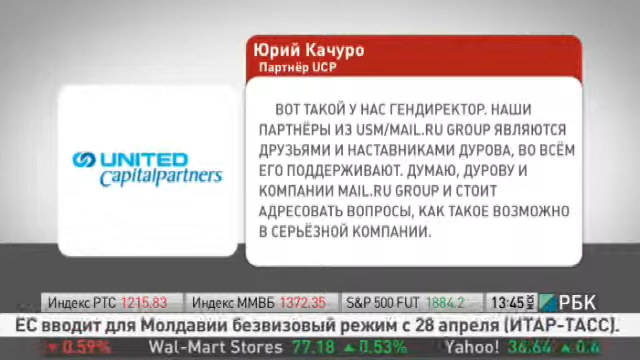 Юрий Качуро
Партнёр UCP
UNITED
Capitalpartners
ВОТ ТАКОЙ У НАС ГЕНДИРЕКТОР. НАШИ
ПАРТНЁРЫ ИЗ USM/MAIL.RU GROUP ЯВЛЯЮТСЯ
ДРУЗЬЯМИ И НАСТАВНИКАМИ ДУРОВА, ВО ВСЁМ
ЕГО ПОДДЕРЖИВАЮТ. ДУМАЮ, ДУРОВУ И
КОМПАНИИ MAIL.RU GROUP И СТОИТ
АДРЕСОВАТЬ ВОПРОСЫ, КАК ТАКОЕ ВОЗМОЖНО
В СЕРЬЁЗНОЙ КОМПАНИИ.
Индекс РТС 1215.83 Индекс ММВБ 1372.35 S&P 500 FUT 1884.2 13:45 МСК РБК
ЕС вводит для Молдавии безвизовый режим с 28 апреля (ИТАР-ТАСС).
▼ 0.59% Wal-Mart Stores 77.18 ▲ 0.53% Yahoo! 36.64 ▲